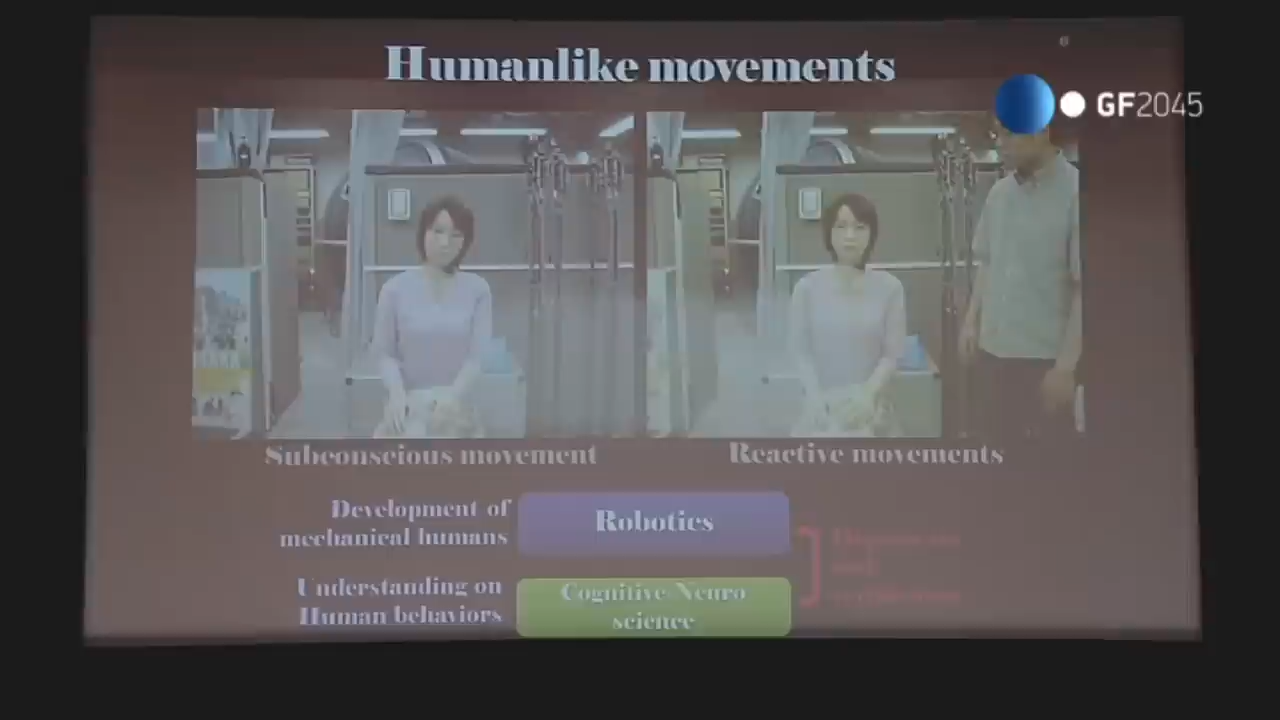 Humanlike movements
GF2045
Subconscious movement
Reactive movements
Development of
mechanical humans
Robotics
Understanding on
Human behaviors
Cognitive Neuro
science